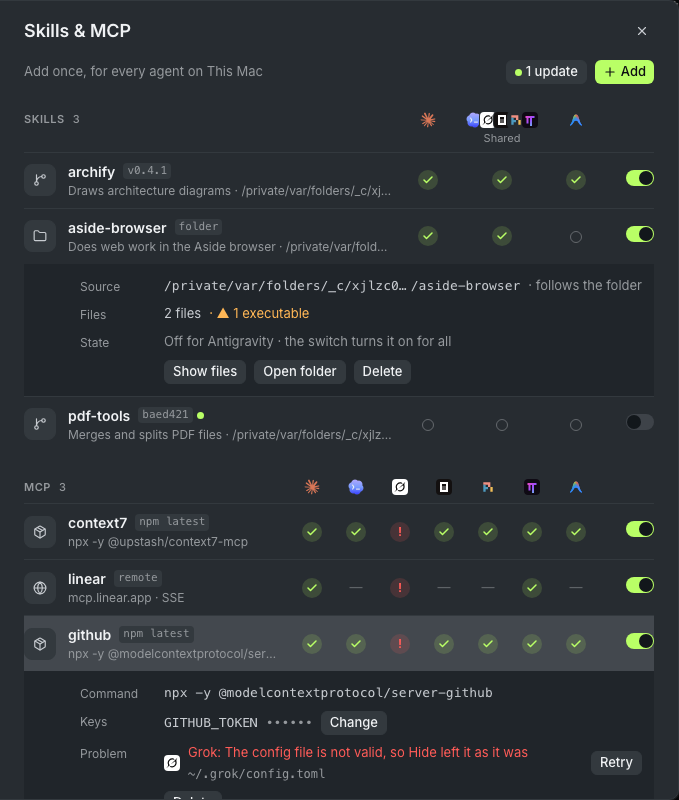 Skills & MCP
Add once, for every agent on This Mac
1 update
+ Add
SKILLS 3
Shared
archify v0.4.1
Draws architecture diagrams · /private/var/folders/_c/xj…
aside-browser folder
Does web work in the Aside browser · /private/var/fold…
Source /private/var/folders/_c/xjlzc0… /aside-browser · follows the folder
Files 2 files · 1 executable
State Off for Antigravity · the switch turns it on for all
Show files Open folder Delete
pdf-tools baed421
Merges and splits PDF files · /private/var/folders/_c/xjlz…
MCP 3
context7 npm latest
npx -y @upstash/context7-mcp
linear remote
mcp.linear.app · SSE
github npm latest
npx -y @modelcontextprotocol/ser…
Command npx -y @modelcontextprotocol/server-github
Keys GITHUB_TOKEN •••••• Change
Problem Grok: The config file is not valid, so Hide left it as it was
~/.grok/config.toml
Retry